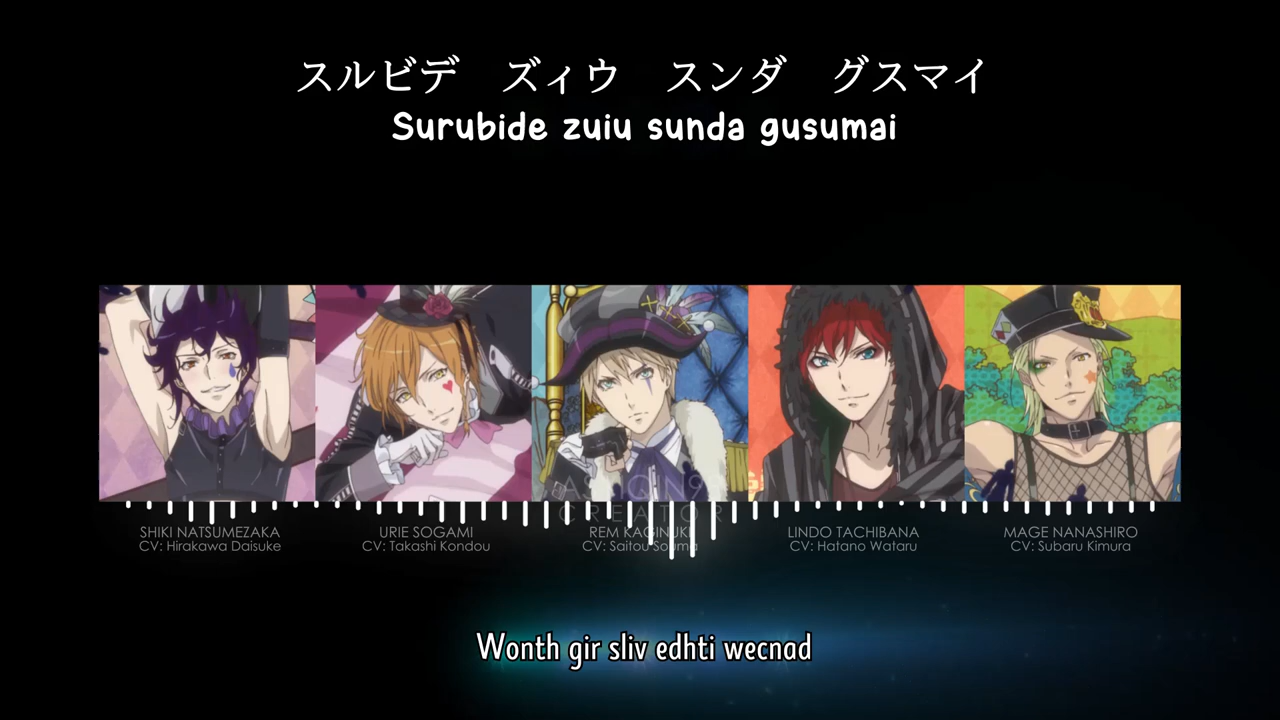 スルビデ　ズィウ　スンダ　グスマイ
Surubide zuiu sunda gusumai
SHIKI NATSUMEZAKA
CV: Hirakawa Daisuke
URIE SOGAMI
CV: Takashi Kondou
CREATOR
REM KAGINUKI
CV: Saitou Souma
LINDO TACHIBANA
CV: Hatano Wataru
MAGE NANASHIRO
CV: Subaru Kimura
Wonth gir sliv edhti wecnad